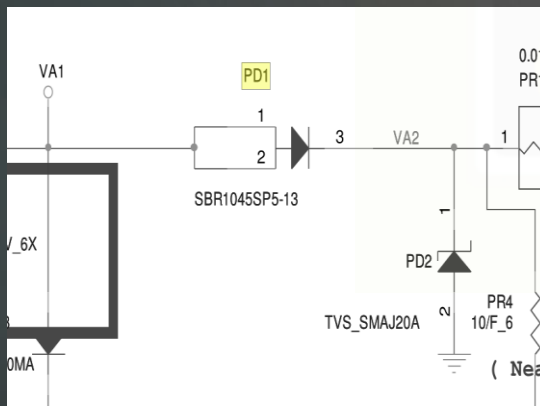 VA1
PD1
0.01
PR1
1
2
3
VA2
1
SBR1045SP5-13
V_6X
1
PD2
2
TVS_SMAJ20A
PR4
10/F_6
0MA
( Nea